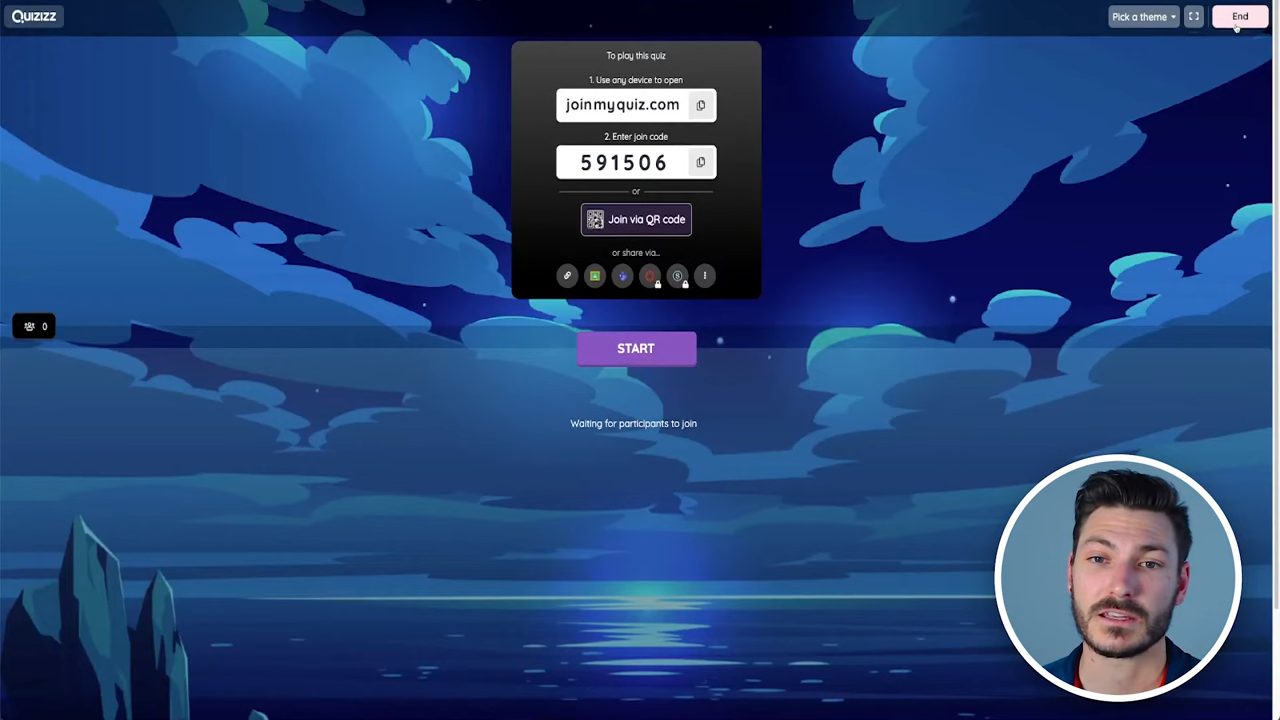 Quizizz
Pick a theme
End
To play this quiz
1. Use any device to open
joinmyquiz.com
2. Enter join code
591506
or
Join via QR code
or share via...
0
START
Waiting for participants to join